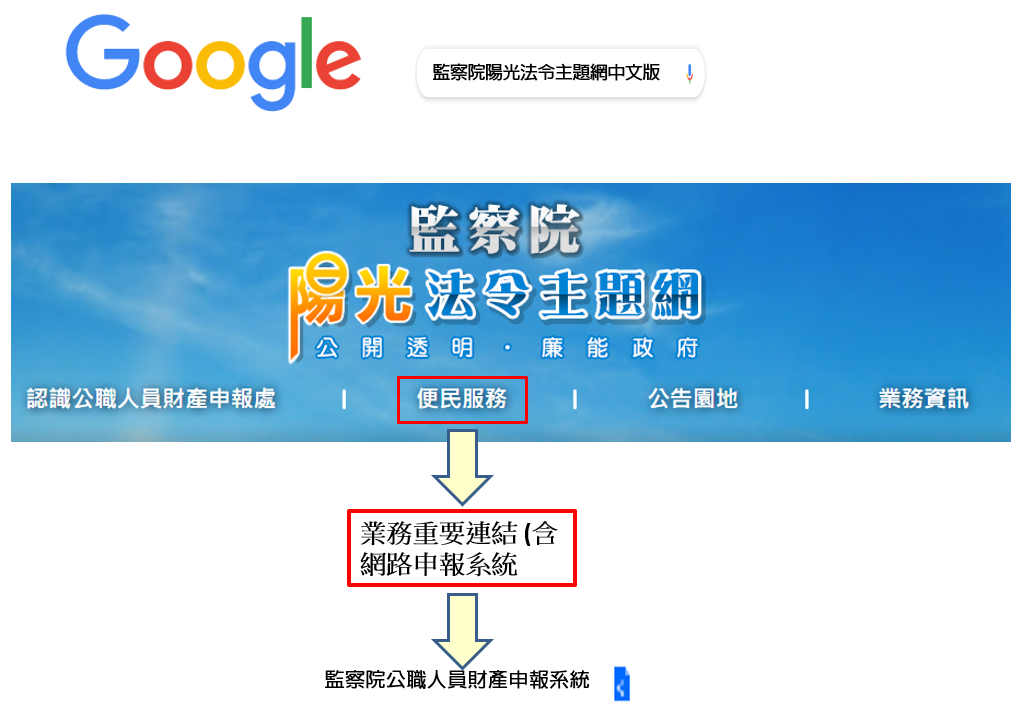 Google
監察院陽光法令主題網中文版
監察院
陽光法令主題網
公開透明·廉能政府
認識公職人員財產申報處 | 便民服務 | 公告園地 | 業務資訊
業務重要連結 (含
網路申報系統
監察院公職人員財產申報系統